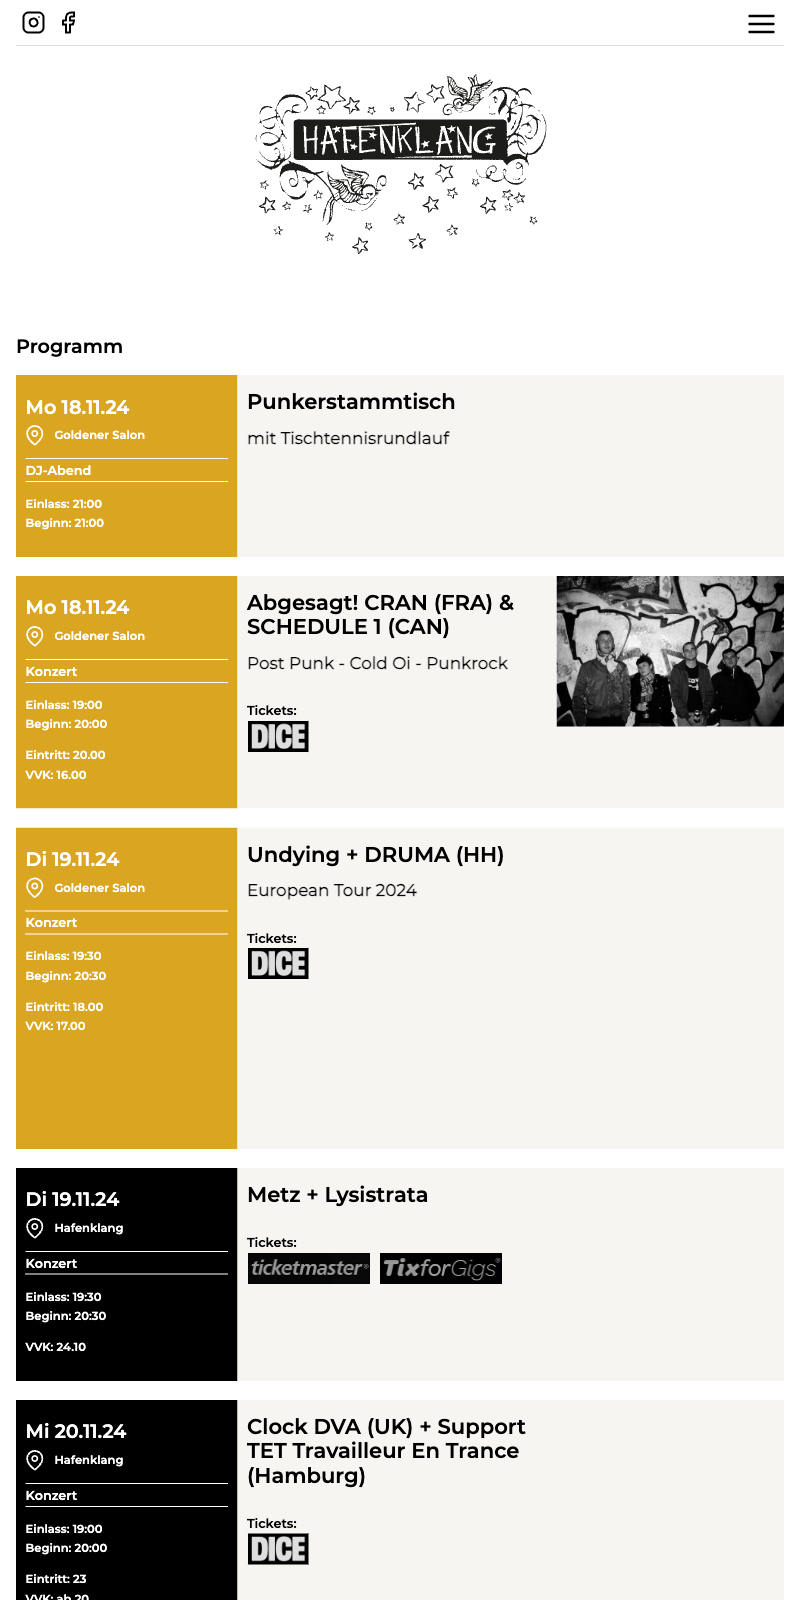 HAFENKLANG
Programm
Mo 18.11.24
Goldener Salon
DJ-Abend
Einlass: 21:00
Beginn: 21:00
Punkerstammtisch
mit Tischtennisrundlauf
Mo 18.11.24
Goldener Salon
Konzert
Einlass: 19:00
Beginn: 20:00
Eintritt: 20.00
VVK: 16.00
Abgesagt! CRAN (FRA) &
SCHEDULE 1 (CAN)
Post Punk - Cold Oi - Punkrock
Tickets:
DICE
Di 19.11.24
Goldener Salon
Konzert
Einlass: 19:30
Beginn: 20:30
Eintritt: 18.00
VVK: 17.00
Undying + DRUMA (HH)
European Tour 2024
Tickets:
DICE
Di 19.11.24
Hafenklang
Konzert
Einlass: 19:30
Beginn: 20:30
VVK: 24.10
Metz + Lysistrata
Tickets:
ticketmaster® TixforGigs®
Mi 20.11.24
Hafenklang
Konzert
Einlass: 19:00
Beginn: 20:00
Eintritt: 23
VVK: ab 20
Clock DVA (UK) + Support
TET Travailleur En Trance
(Hamburg)
Tickets:
DICE